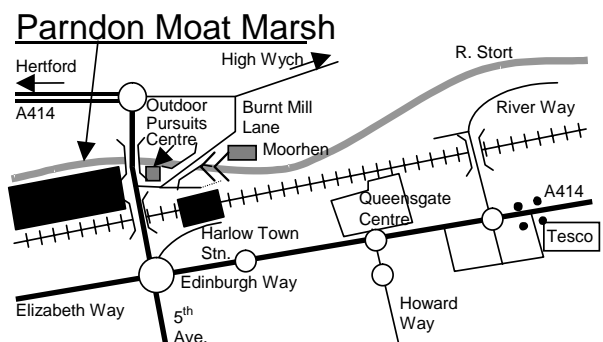 Parndon Moat Marsh
Hertford
High Wych
R. Stort
A414
Outdoor
Pursuits
Centre
Burnt Mill
Lane
River Way
Moorhen
A414
Queensgate
Centre
Harlow Town
Stn.
Tesco
Edinburgh Way
Elizabeth Way
5th
Ave.
Howard
Way